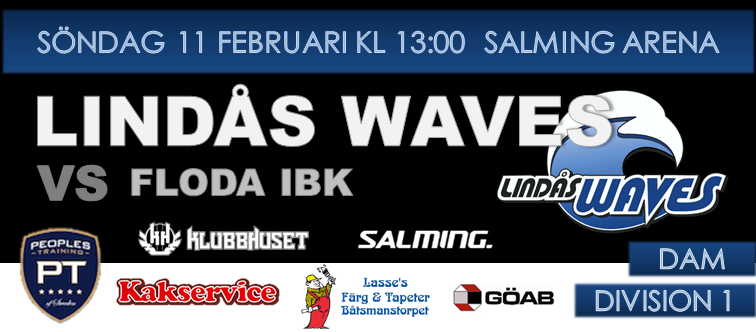 SÖNDAG 11 FEBRUARI KL 13:00 SALMING ARENA
LINDÅS WAVES
VS FLODA IBK
LINDÅS WAVES
PEOPLES
TRAINING
PT
of Sweden
KLUBBHUSET
SALMING.
DAM
Kakservice
Lasse's
Färg & Tapeter
Båtsmanstorpet
GÖAB
DIVISION 1